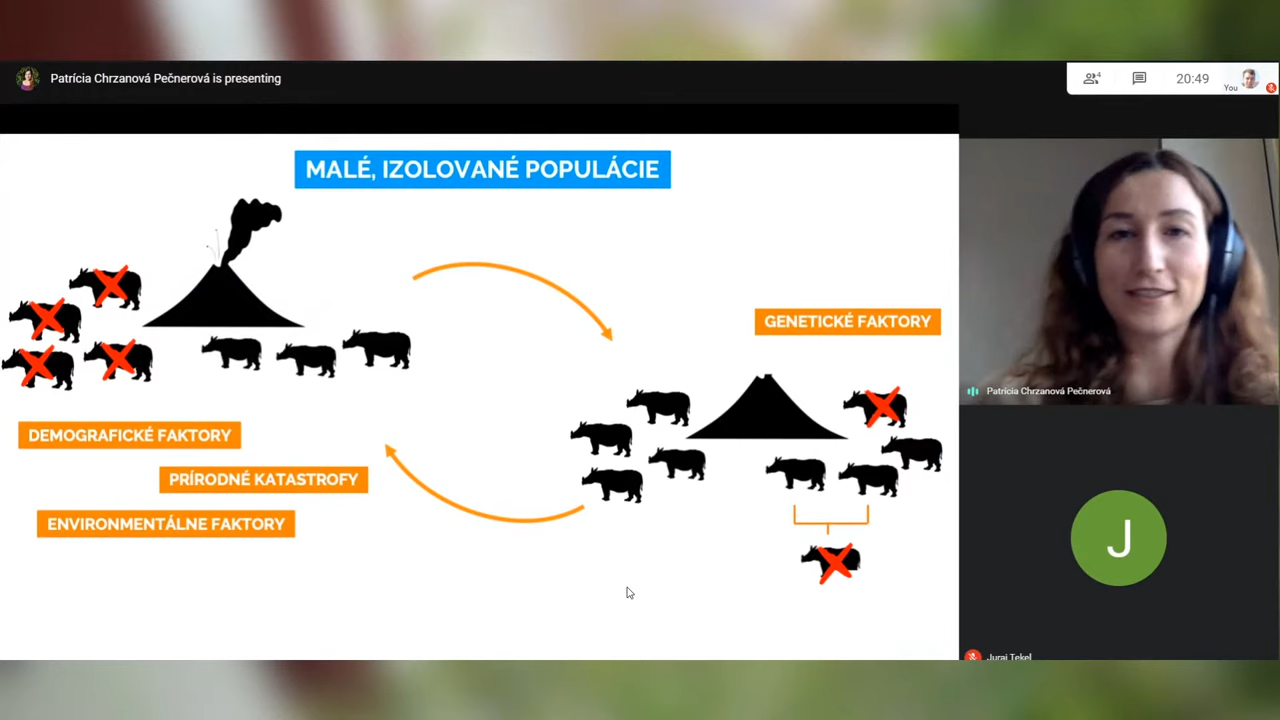 Patrícia Chrzanová Pečnerová is presenting
4
20:49
You
MALÉ, IZOLOVANÉ POPULÁCIE
GENETICKÉ FAKTORY
Patrícia Chrzanová Pečnerová
DEMOGRAFICKÉ FAKTORY
PRÍRODNÉ KATASTROFY
ENVIRONMENTÁLNE FAKTORY
J
Juraj Tekel